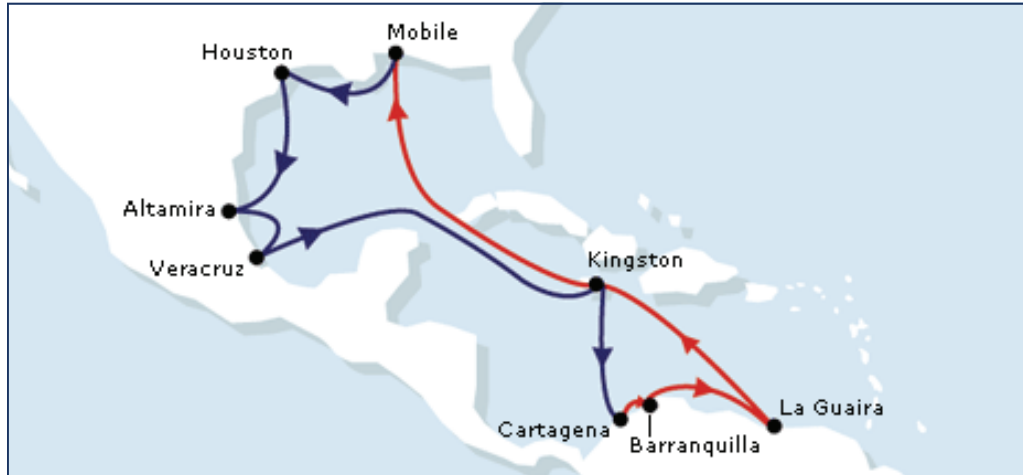 Mobile
Houston
Altamira
Veracruz
Kingston
La Guaira
Cartagena
Barranquilla